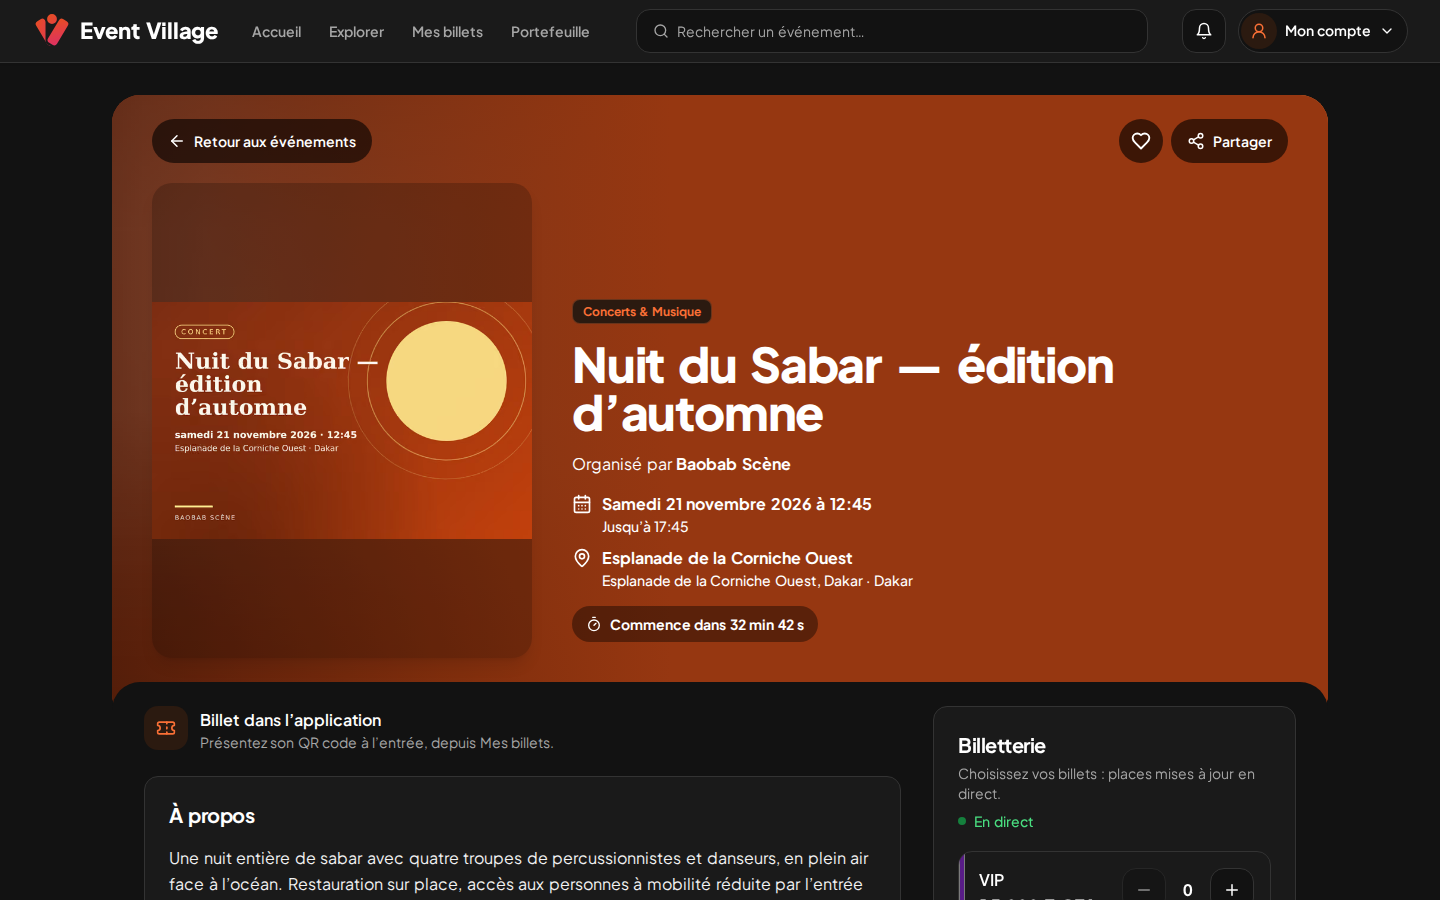 Event Village
Accueil
Explorer
Mes billets
Portefeuille
Rechercher un événement…
Mon compte
Retour aux événements
Partager
CONCERT
Nuit du Sabar —
édition
d’automne
samedi 21 novembre 2026 · 12:45
Esplanade de la Corniche Ouest · Dakar
BAOBAB SCÈNE
Concerts & Musique
Nuit du Sabar — édition
d’automne
Organisé par Baobab Scène
Samedi 21 novembre 2026 à 12:45
Jusqu’à 17:45
Esplanade de la Corniche Ouest
Esplanade de la Corniche Ouest, Dakar · Dakar
Commence dans 32 min 42 s
Billet dans l’application
Présentez son QR code à l’entrée, depuis Mes billets.
À propos
Une nuit entière de sabar avec quatre troupes de percussionnistes et danseurs, en plein air
face à l’océan. Restauration sur place, accès aux personnes à mobilité réduite par l’entrée
Billetterie
Choisissez vos billets : places mises à jour en
direct.
En direct
VIP
0